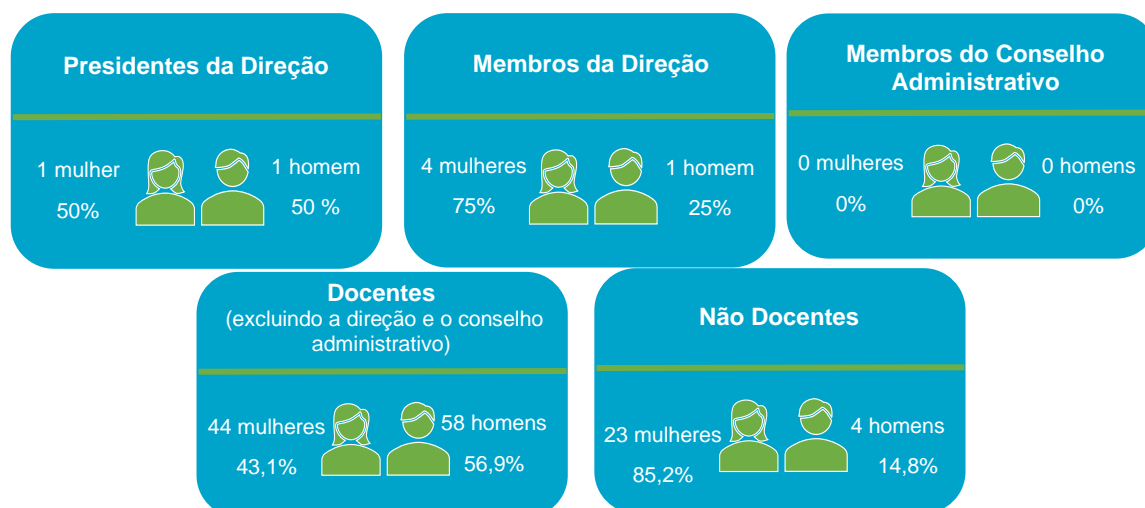 Presidentes da Direção
1 mulher
50%
1 homem
50 %
Membros da Direção
4 mulheres
75%
1 homem
25%
Membros do Conselho
Administrativo
0 mulheres
0%
0 homens
0%
Docentes
(excluindo a direção e o conselho
administrativo)
44 mulheres
43,1%
58 homens
56,9%
Não Docentes
23 mulheres
85,2%
4 homens
14,8%